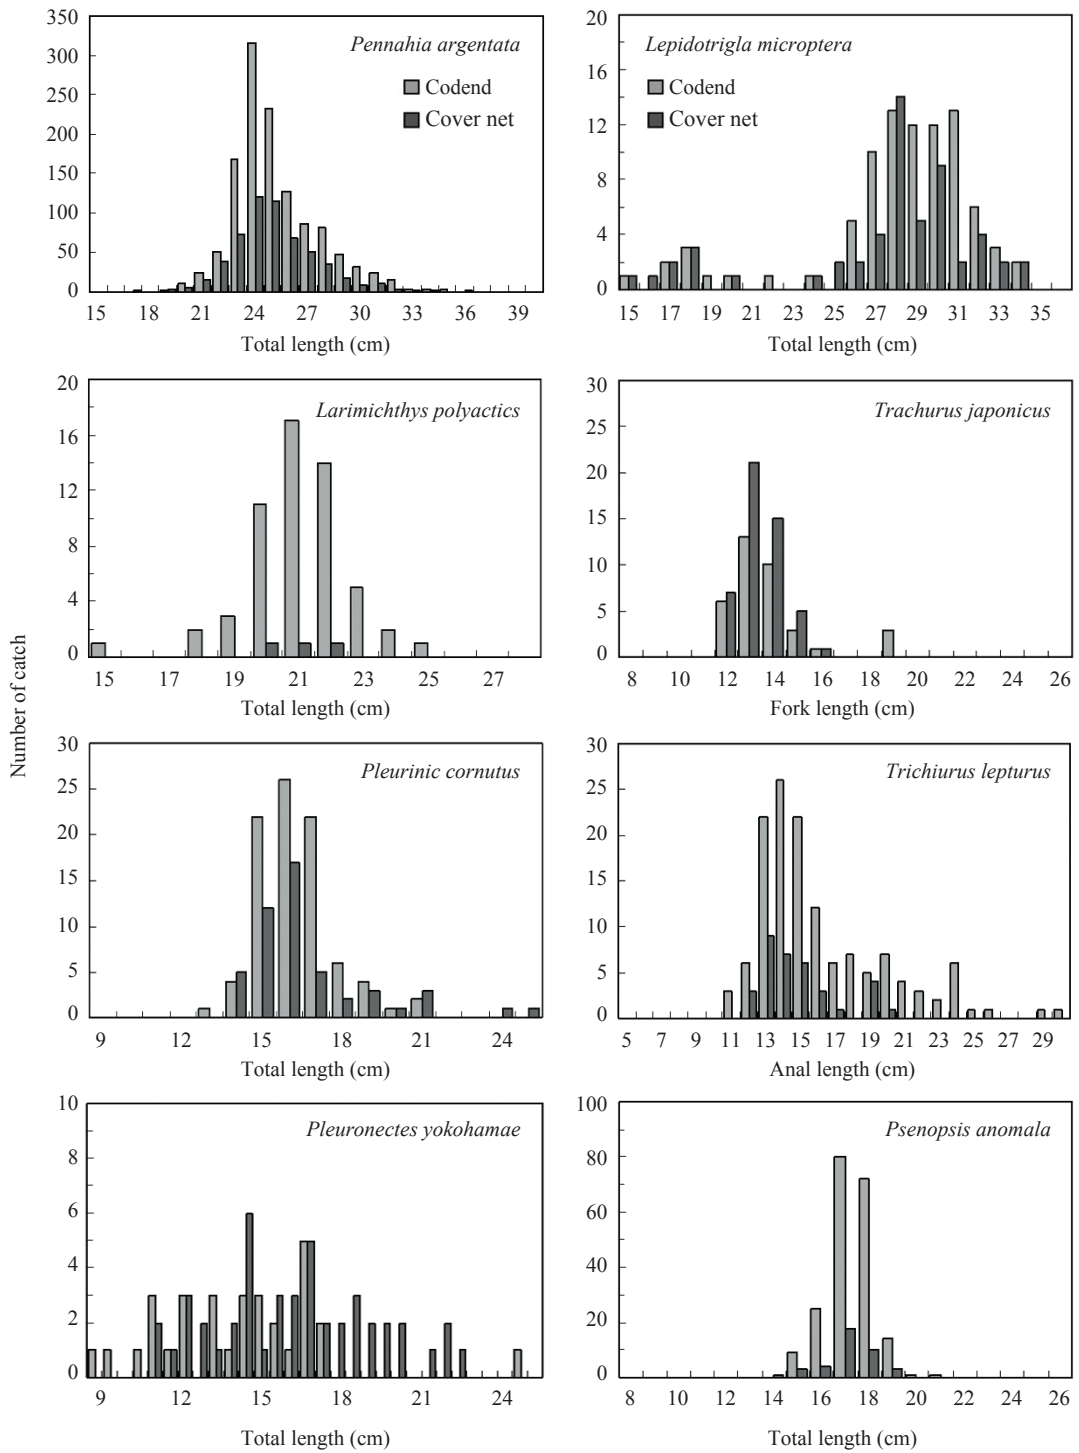 Number of catch
350
300
250
200
150
100
50
0
Pennahia argentata
Codend
Cover net
15 18 21 24 27 30 33 36 39
Total length (cm)
20
16
12
8
4
0
Lepidotrigla microptera
Codend
Cover net
15 17 19 21 23 25 27 29 31 33 35
Total length (cm)
20
16
12
8
4
0
Larimichthys polyactics
15 17 19 21 23 25 27
Total length (cm)
30
25
20
15
10
5
0
Trachurus japonicus
8 10 12 14 16 18 20 22 24 26
Fork length (cm)
30
25
20
15
10
5
0
Pleurinic cornutus
9 12 15 18 21 24
Total length (cm)
30
25
20
15
10
5
0
Trichiurus lepturus
5 7 9 11 13 15 17 19 21 23 25 27 29
Anal length (cm)
10
8
6
4
2
0
Pleuronectes yokohamae
9 12 15 18 21 24
Total length (cm)
100
80
60
40
20
0
Psenopsis anomala
8 10 12 14 16 18 20 22 24 26
Total length (cm)